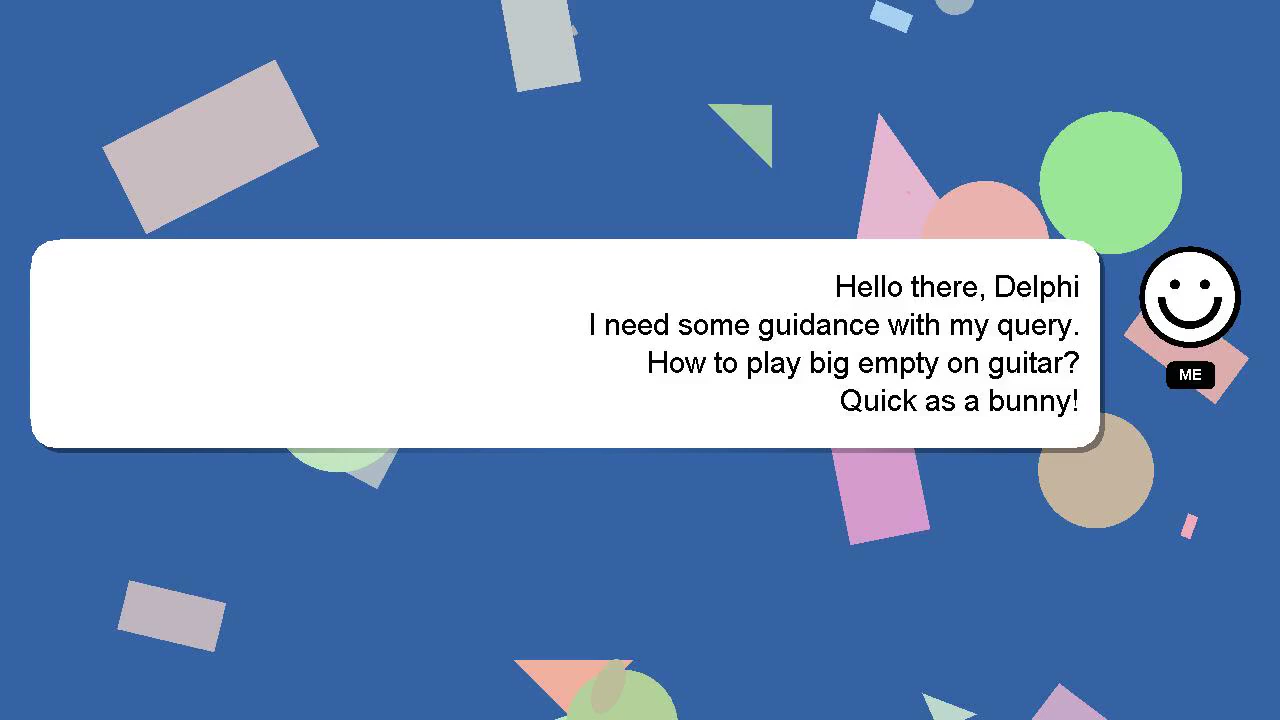 Hello there, Delphi
I need some guidance with my query.
How to play big empty on guitar?
Quick as a bunny!
ME